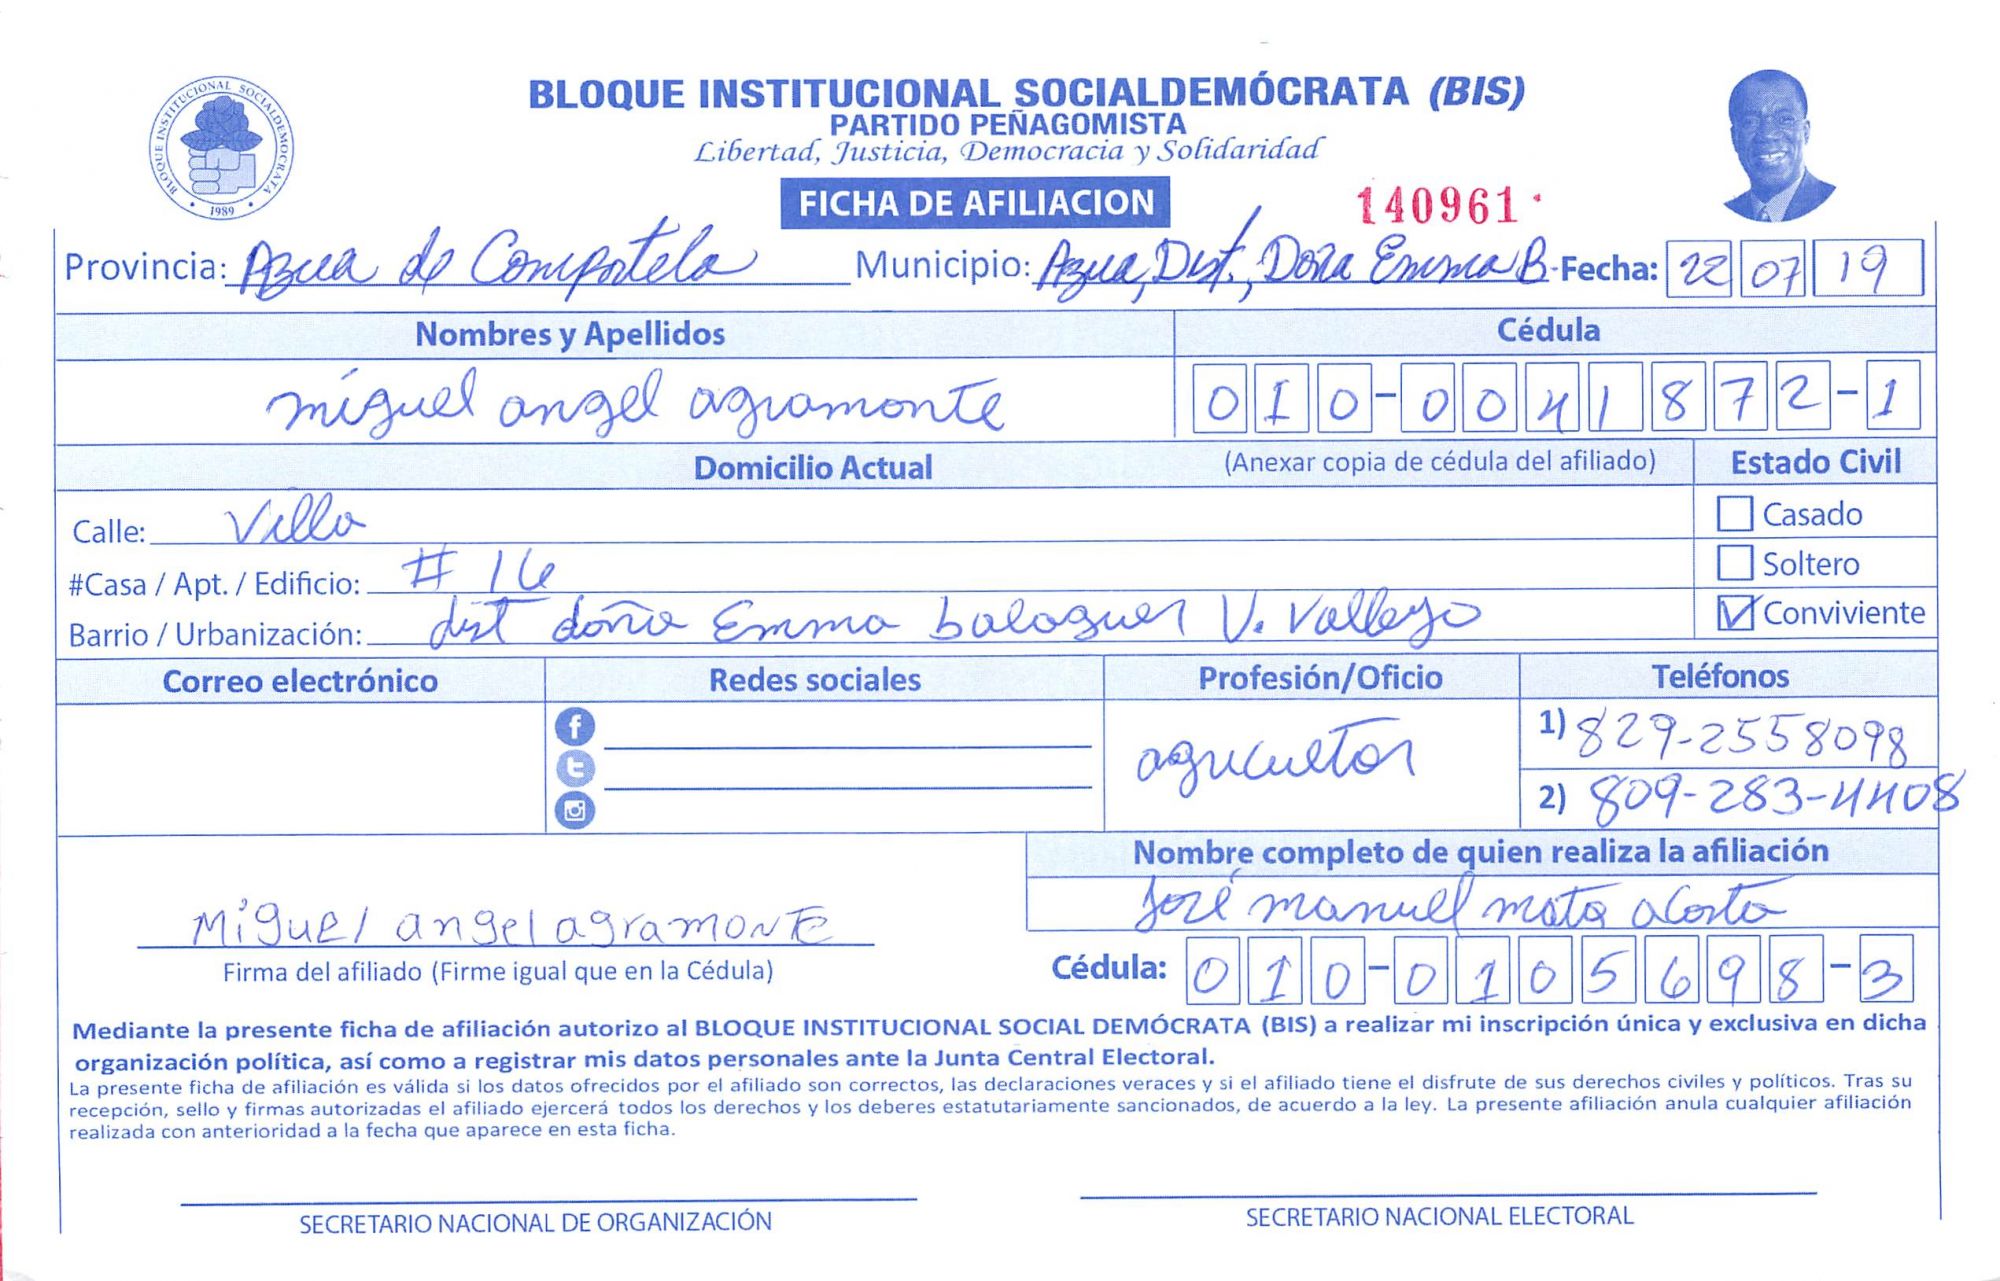 BLOQUE INSTITUCIONAL SOCIALDEMOCRATA
1989
BLOQUE INSTITUCIONAL SOCIALDEMÓCRATA (BIS)
PARTIDO PEÑAGOMISTA
Libertad, Justicia, Democracia y Solidaridad
FICHA DE AFILIACION
140961
Provincia: Azua de Compostela Municipio: Azua, Dist., Doña Emma B. Fecha: 22 07 19
Nombres y Apellidos Cédula
miguel angel agramonte 010-0041872-1
Domicilio Actual (Anexar copia de cédula del afiliado) Estado Civil
Calle: Villa Casado
#Casa / Apt. / Edificio: # 16 Soltero
Barrio / Urbanización: dist doña Emma balaguer V. Vallejo Conviviente
Correo electrónico Redes sociales Profesión/Oficio Teléfonos
agricultor 1) 829-2558098
2) 809-283-4408
Nombre completo de quien realiza la afiliación
José manuel mata acosta
Miguel angel agramonte
Firma del afiliado (Firme igual que en la Cédula) Cédula: 010-0105698-3
Mediante la presente ficha de afiliación autorizo al BLOQUE INSTITUCIONAL SOCIAL DEMÓCRATA (BIS) a realizar mi inscripción única y exclusiva en dicha
organización política, así como a registrar mis datos personales ante la Junta Central Electoral.
La presente ficha de afiliación es válida si los datos ofrecidos por el afiliado son correctos, las declaraciones veraces y si el afiliado tiene el disfrute de sus derechos civiles y políticos. Tras su
recepción, sello y firmas autorizadas el afiliado ejercerá todos los derechos y los deberes estatutariamente sancionados, de acuerdo a la ley. La presente afiliación anula cualquier afiliación
realizada con anterioridad a la fecha que aparece en esta ficha.
SECRETARIO NACIONAL DE ORGANIZACIÓN SECRETARIO NACIONAL ELECTORAL